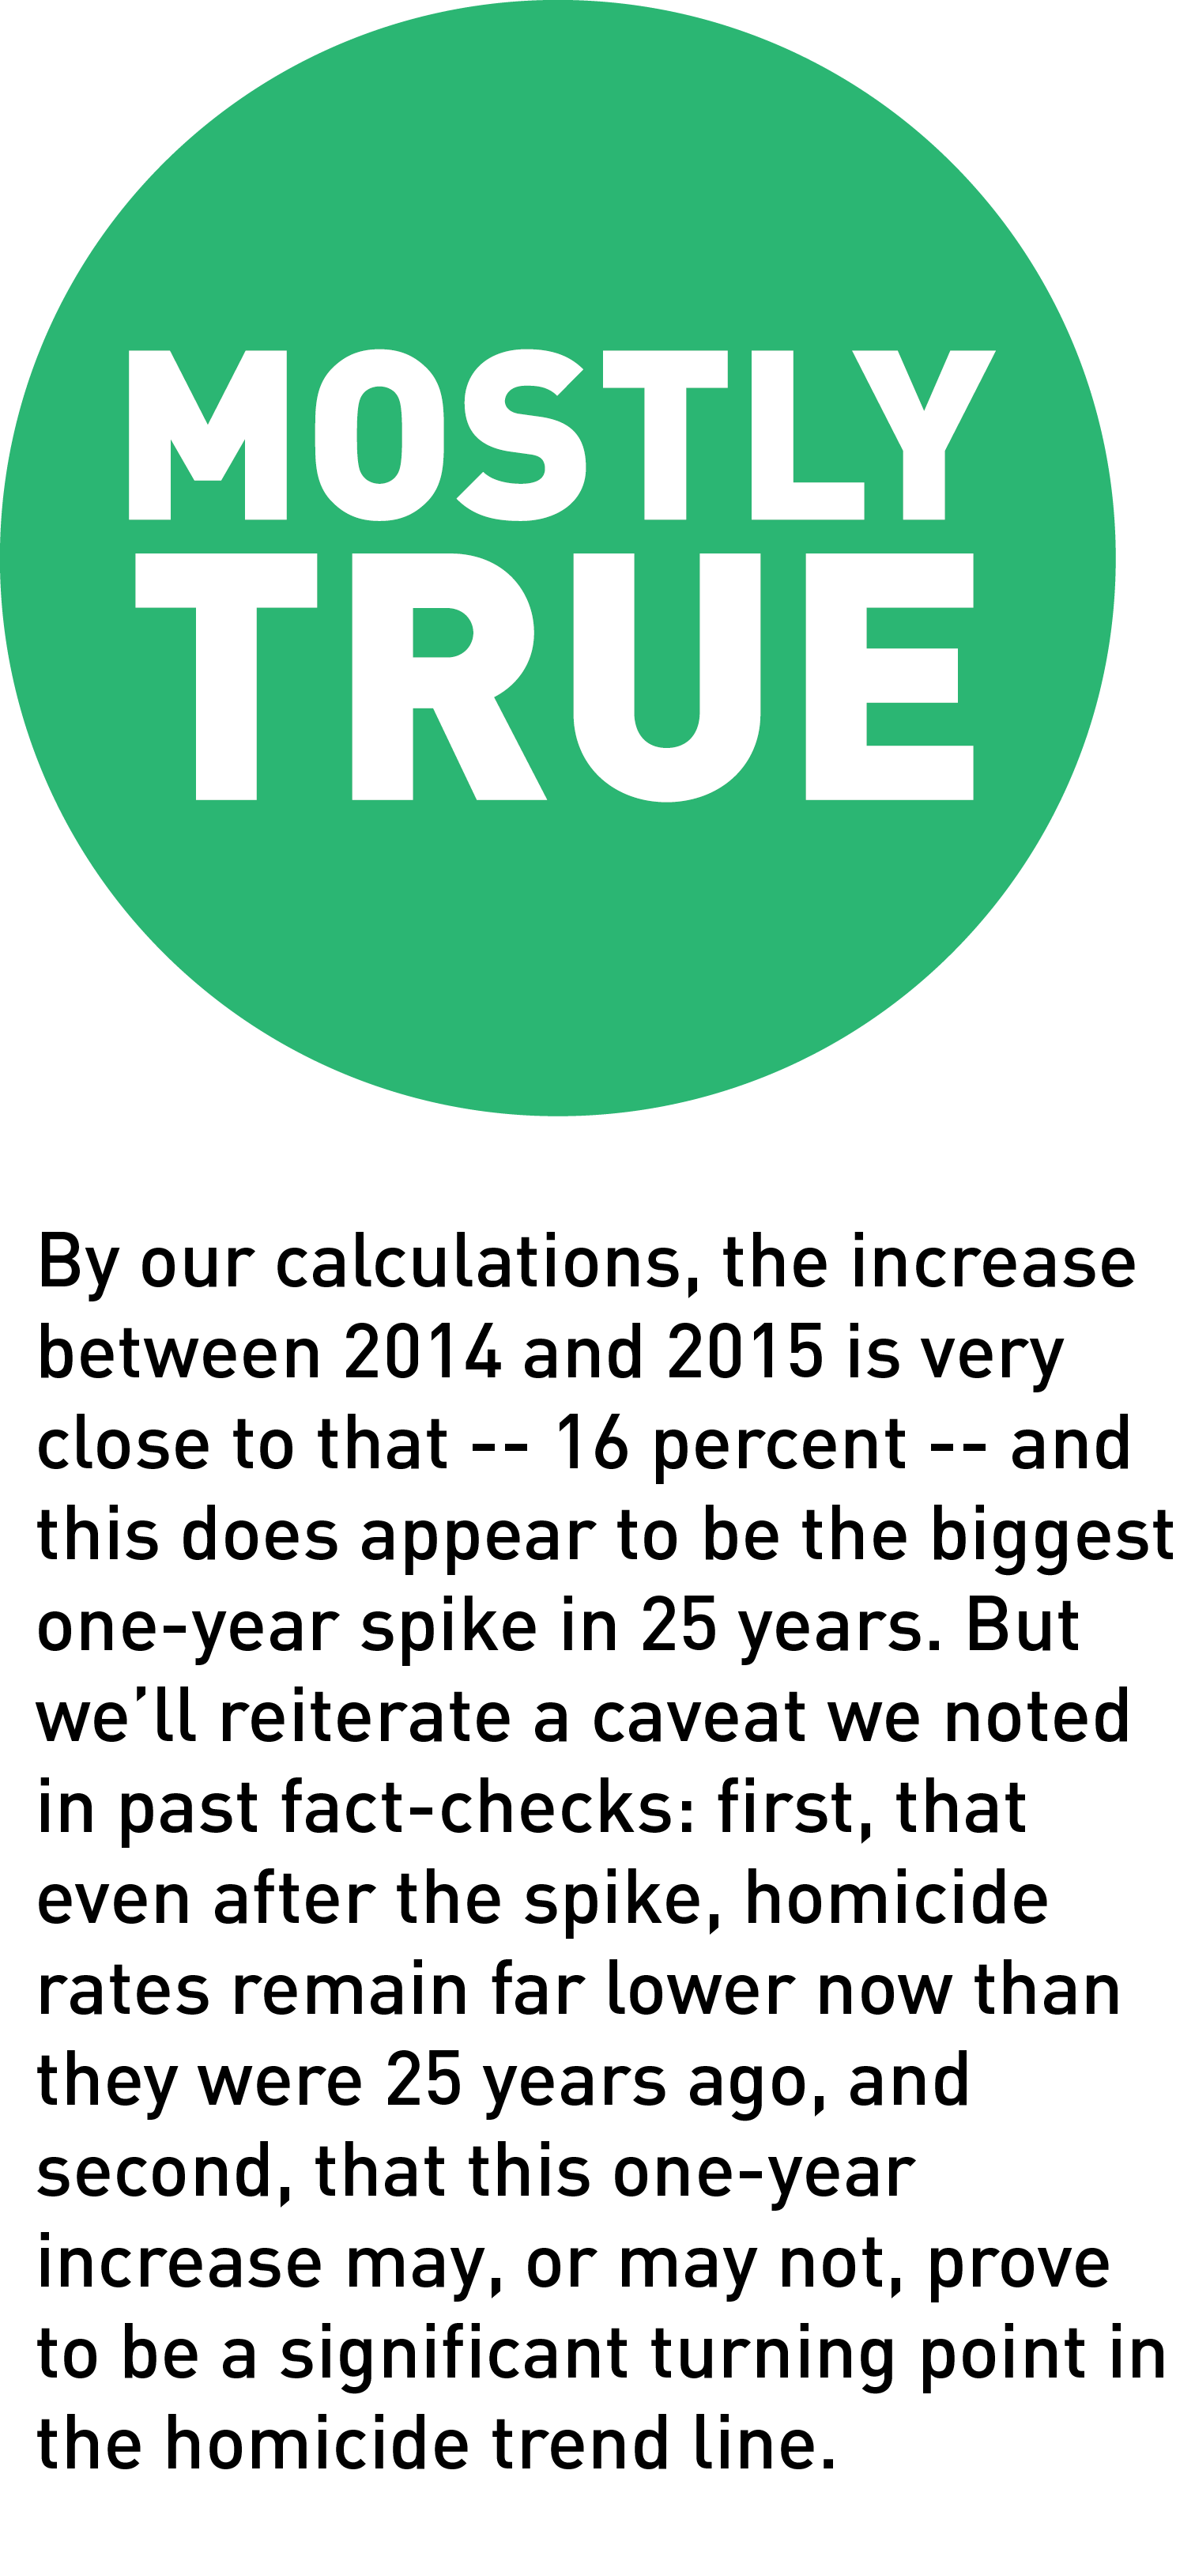 MOSTLY
TRUE
By our calculations, the increase
between 2014 and 2015 is very
close to that -- 16 percent -- and
this does appear to be the biggest
one-year spike in 25 years. But
we’ll reiterate a caveat we noted
in past fact-checks: first, that
even after the spike, homicide
rates remain far lower now than
they were 25 years ago, and
second, that this one-year
increase may, or may not, prove
to be a significant turning point in
the homicide trend line.